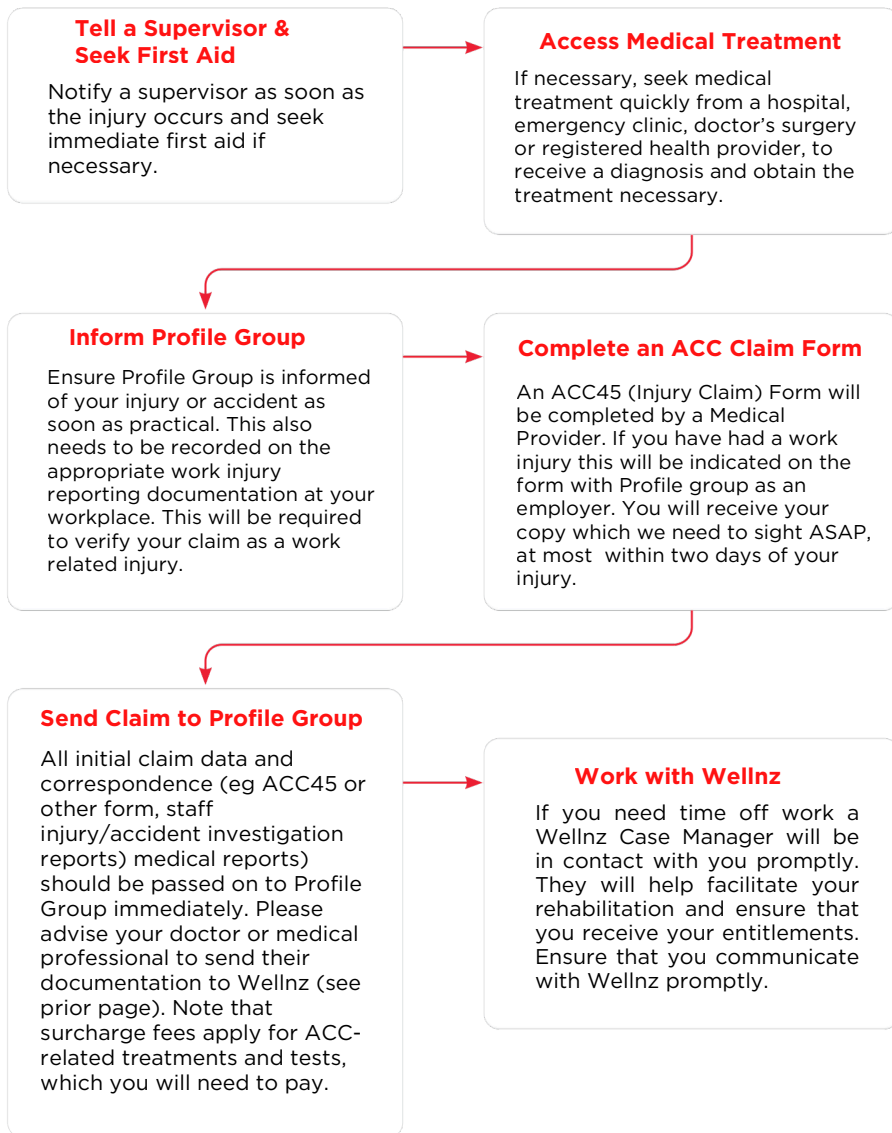 Tell a Supervisor &
Seek First Aid
Notify a supervisor as soon as
the injury occurs and seek
immediate first aid if
necessary.
Access Medical Treatment
If necessary, seek medical
treatment quickly from a hospital,
emergency clinic, doctor's surgery
or registered health provider, to
receive a diagnosis and obtain the
treatment necessary.
Inform Profile Group
Ensure Profile Group is informed
of your injury or accident as
soon as practical. This also
needs to be recorded on the
appropriate work injury
reporting documentation at your
workplace. This will be required
to verify your claim as a work
related injury.
Complete an ACC Claim Form
An ACC45 (Injury Claim) Form will
be completed by a Medical
Provider. If you have had a work
injury this will be indicated on the
form with Profile group as an
employer. You will receive your
copy which we need to sight ASAP,
at most within two days of your
injury.
Send Claim to Profile Group
All initial claim data and
correspondence (eg ACC45 or
other form, staff
injury/accident investigation
reports) medical reports)
should be passed on to Profile
Group immediately. Please
advise your doctor or medical
professional to send their
documentation to Wellnz (see
prior page). Note that
surcharge fees apply for ACC-
related treatments and tests,
which you will need to pay.
Work with Wellnz
If you need time off work a
Wellnz Case Manager will be
in contact with you promptly.
They will help facilitate your
rehabilitation and ensure that
you receive your entitlements.
Ensure that you communicate
with Wellnz promptly.